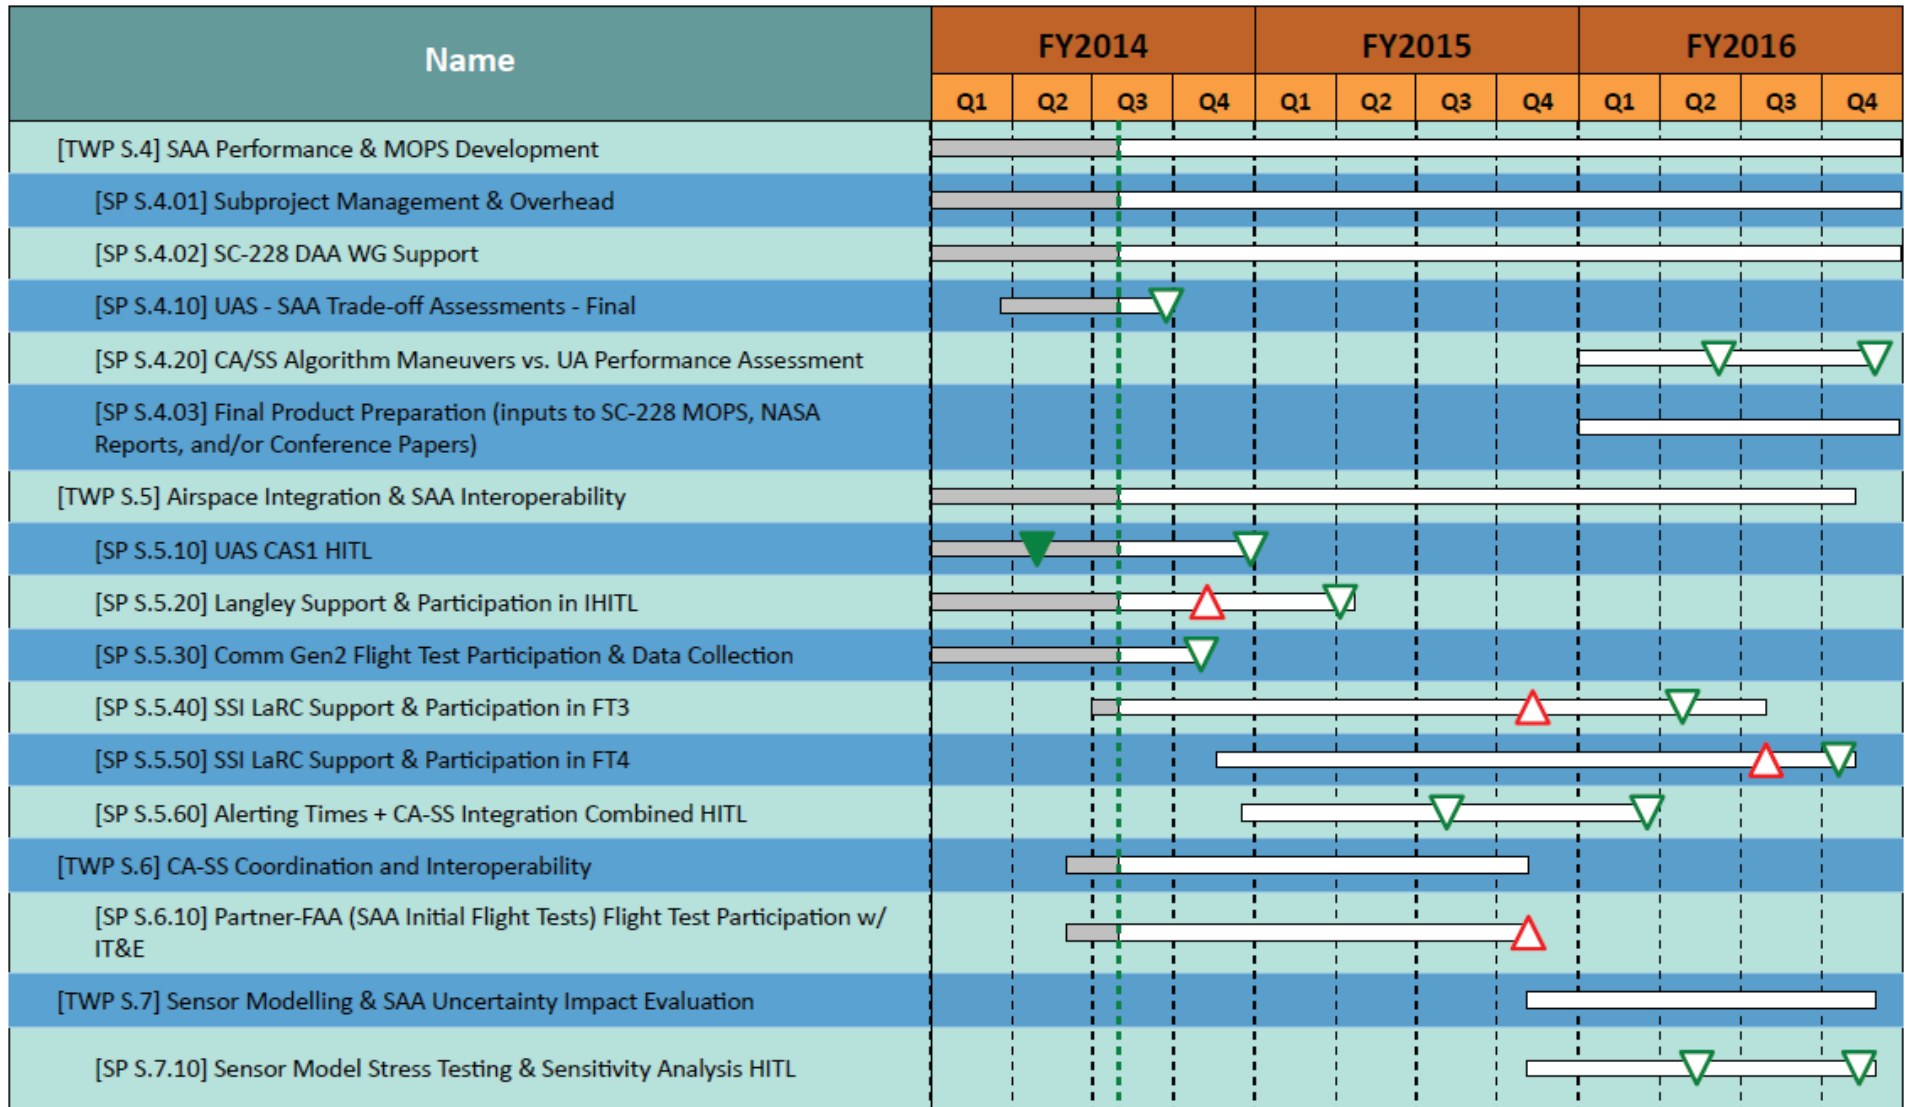 Name
FY2014 FY2015 FY2016
Q1 Q2 Q3 Q4 Q1 Q2 Q3 Q4 Q1 Q2 Q3 Q4
[TWP S.4] SAA Performance & MOPS Development
[SP S.4.01] Subproject Management & Overhead
[SP S.4.02] SC-228 DAA WG Support
[SP S.4.10] UAS - SAA Trade-off Assessments - Final
[SP S.4.20] CA/SS Algorithm Maneuvers vs. UA Performance Assessment
[SP S.4.03] Final Product Preparation (inputs to SC-228 MOPS, NASA
Reports, and/or Conference Papers)
[TWP S.5] Airspace Integration & SAA Interoperability
[SP S.5.10] UAS CAS1 HITL
[SP S.5.20] Langley Support & Participation in IHITL
[SP S.5.30] Comm Gen2 Flight Test Participation & Data Collection
[SP S.5.40] SSI LaRC Support & Participation in FT3
[SP S.5.50] SSI LaRC Support & Participation in FT4
[SP S.5.60] Alerting Times + CA-SS Integration Combined HITL
[TWP S.6] CA-SS Coordination and Interoperability
[SP S.6.10] Partner-FAA (SAA Initial Flight Tests) Flight Test Participation w/
IT&E
[TWP S.7] Sensor Modelling & SAA Uncertainty Impact Evaluation
[SP S.7.10] Sensor Model Stress Testing & Sensitivity Analysis HITL